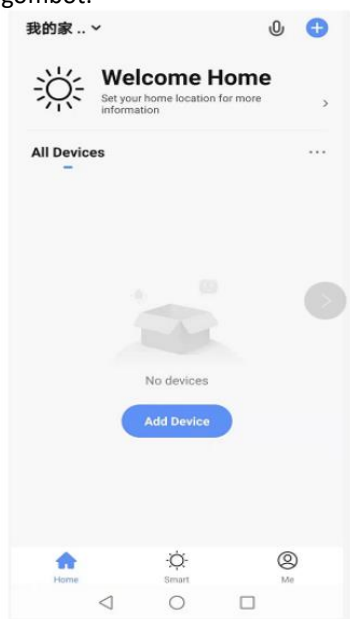 gombot.
我的家 ..
Welcome Home
Set your home location for more
information
All Devices
...
No devices
Add Device
Home Smart Me